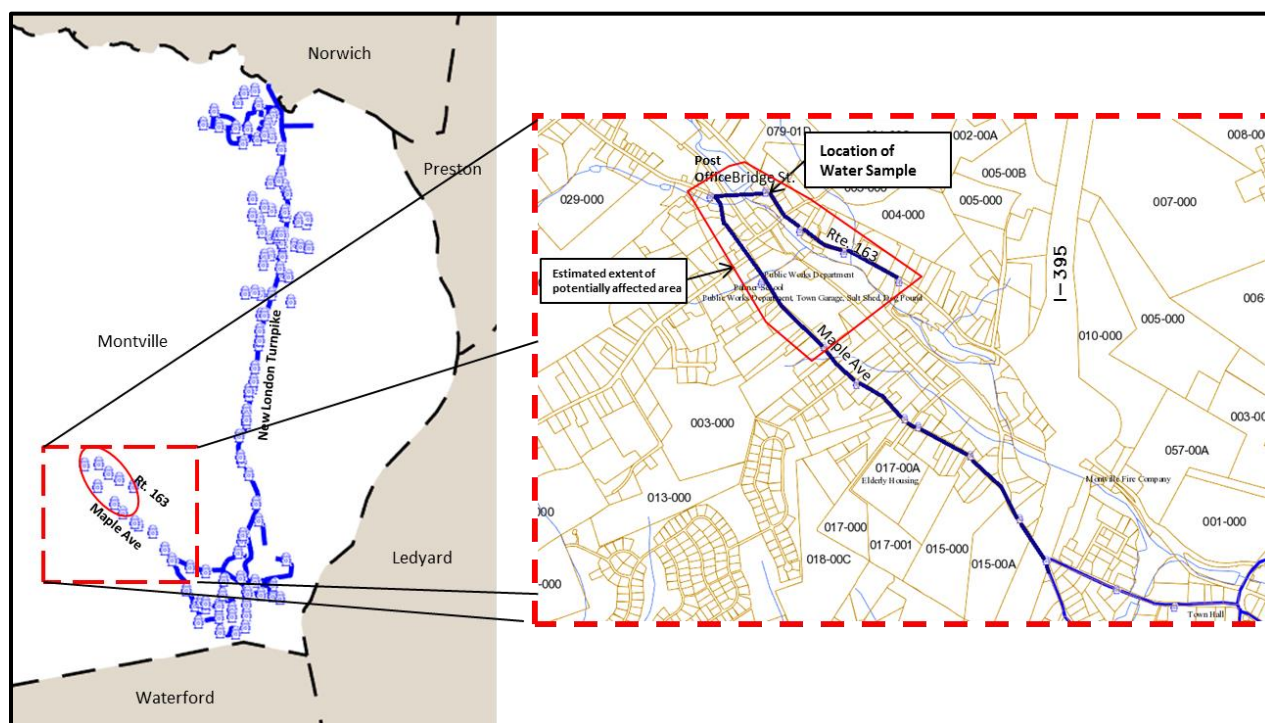 Norwich
Preston
Montville
New London Turnpike
Rt. 163
Maple Ave
Ledyard
Waterford
079-01D
002-00A
008-00
Post
OfficeBridge St.
Location of
Water Sample
005-00B
029-000
004-000
005-000
007-000
Rte. 163
I-395
Estimated extent of
potentially affected area
Public Works Department
Palmer School
Public Works Department, Town Garage, Salt Shed, Dog Pound
006-
005-000
010-000
Maple Ave
003-000
003-0
057-00A
017-00A
Elderly Housing
Montville Fire Company
013-000
001-000
017-000
017-001
015-000
018-00C
015-00A
-000
Town Hall